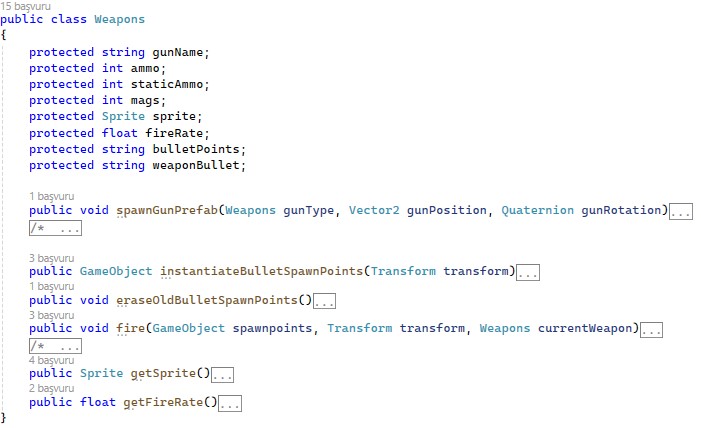 15 başvuru
public class Weapons
{
protected string gunName;
protected int ammo;
protected int staticAmmo;
protected int mags;
protected Sprite sprite;
protected float fireRate;
protected string bulletPoints;
protected string weaponBullet;
1 başvuru
public void spawnGunPrefab(Weapons gunType, Vector2 gunPosition, Quaternion gunRotation)...
/* ...
3 başvuru
public GameObject instantiateBulletSpawnPoints(Transform transform)...
1 başvuru
public void eraseOldBulletSpawnPoints()...
3 başvuru
public void fire(GameObject spawnpoints, Transform transform, Weapons currentWeapon)...
/* ...
4 başvuru
public Sprite getSprite()...
2 başvuru
public float getFireRate()...
}